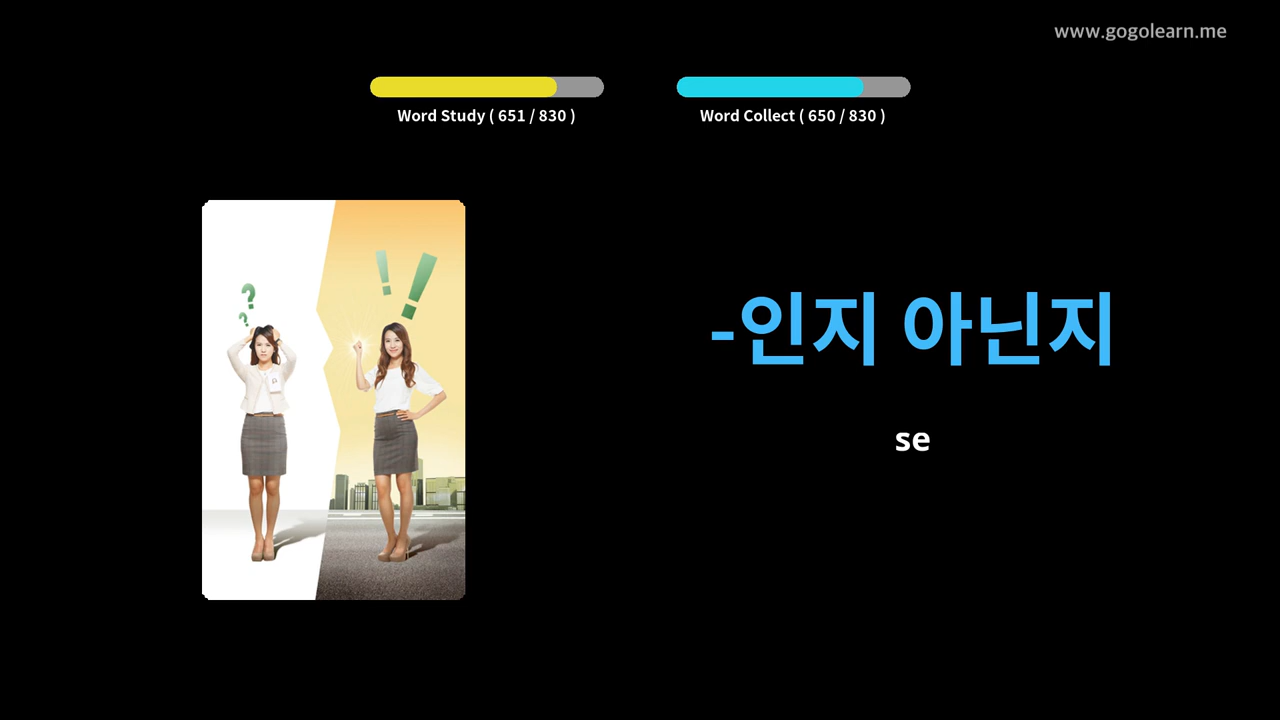 www.gogolearn.me
Word Study ( 651 / 830 )
Word Collect ( 650 / 830 )
? ? ! !
-인지 아닌지
se